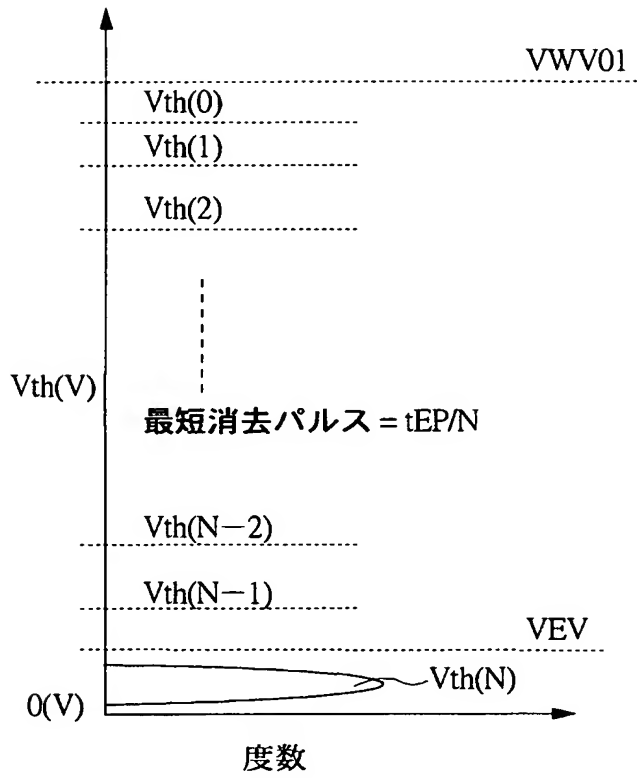 VWV01
Vth(0)
Vth(1)
Vth(2)
Vth(V)
最短消去パルス = tEP/N
Vth(N−2)
Vth(N−1)
VEV
Vth(N)
0(V)
度数